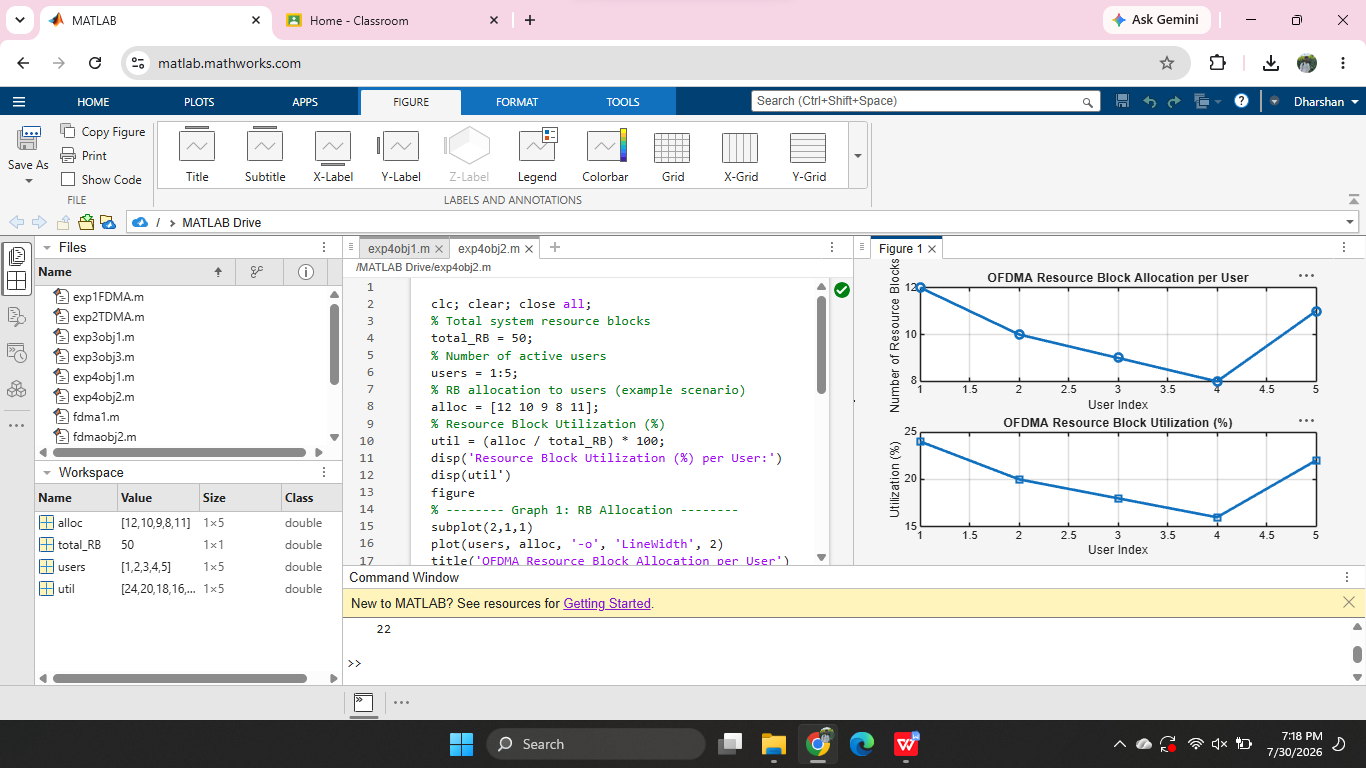 MATLAB
Home - Classroom
Ask Gemini
matlab.mathworks.com
HOME
PLOTS
APPS
FIGURE
FORMAT
TOOLS
Search (Ctrl+Shift+Space)
Dharshan
Save As
Copy Figure
Print
Show Code
FILE
Title
Subtitle
X-Label
Y-Label
Z-Label
Legend
Colorbar
Grid
X-Grid
Y-Grid
LABELS AND ANNOTATIONS
/ › MATLAB Drive
Files
Name
exp1FDMA.m
exp2TDMA.m
exp3obj1.m
exp3obj3.m
exp4obj1.m
exp4obj2.m
fdma1.m
fdmaobj2.m
Workspace
Name Value Size Class
alloc [12,10,9,8,11] 1×5 double
total_RB 50 1×1 double
users [1,2,3,4,5] 1×5 double
util [24,20,18,16,... 1×5 double
exp4obj1.m
exp4obj2.m
/MATLAB Drive/exp4obj2.m
1
2 clc; clear; close all;
3 % Total system resource blocks
4 total_RB = 50;
5 % Number of active users
6 users = 1:5;
7 % RB allocation to users (example scenario)
8 alloc = [12 10 9 8 11];
9 % Resource Block Utilization (%)
10 util = (alloc / total_RB) * 100;
11 disp('Resource Block Utilization (%) per User:')
12 disp(util')
13 figure
14 % -------- Graph 1: RB Allocation --------
15 subplot(2,1,1)
16 plot(users, alloc, '-o', 'LineWidth', 2)
17 title('OFDMA Resource Block Allocation per User')
Figure 1
OFDMA Resource Block Allocation per User
Number of Resource Blocks
12
10
8
1 1.5 2 2.5 3 3.5 4 4.5 5
User Index
OFDMA Resource Block Utilization (%)
Utilization (%)
25
20
15
1 1.5 2 2.5 3 3.5 4 4.5 5
User Index
Command Window
New to MATLAB? See resources for Getting Started.
22
>>
Search
7:18 PM
7/30/2026